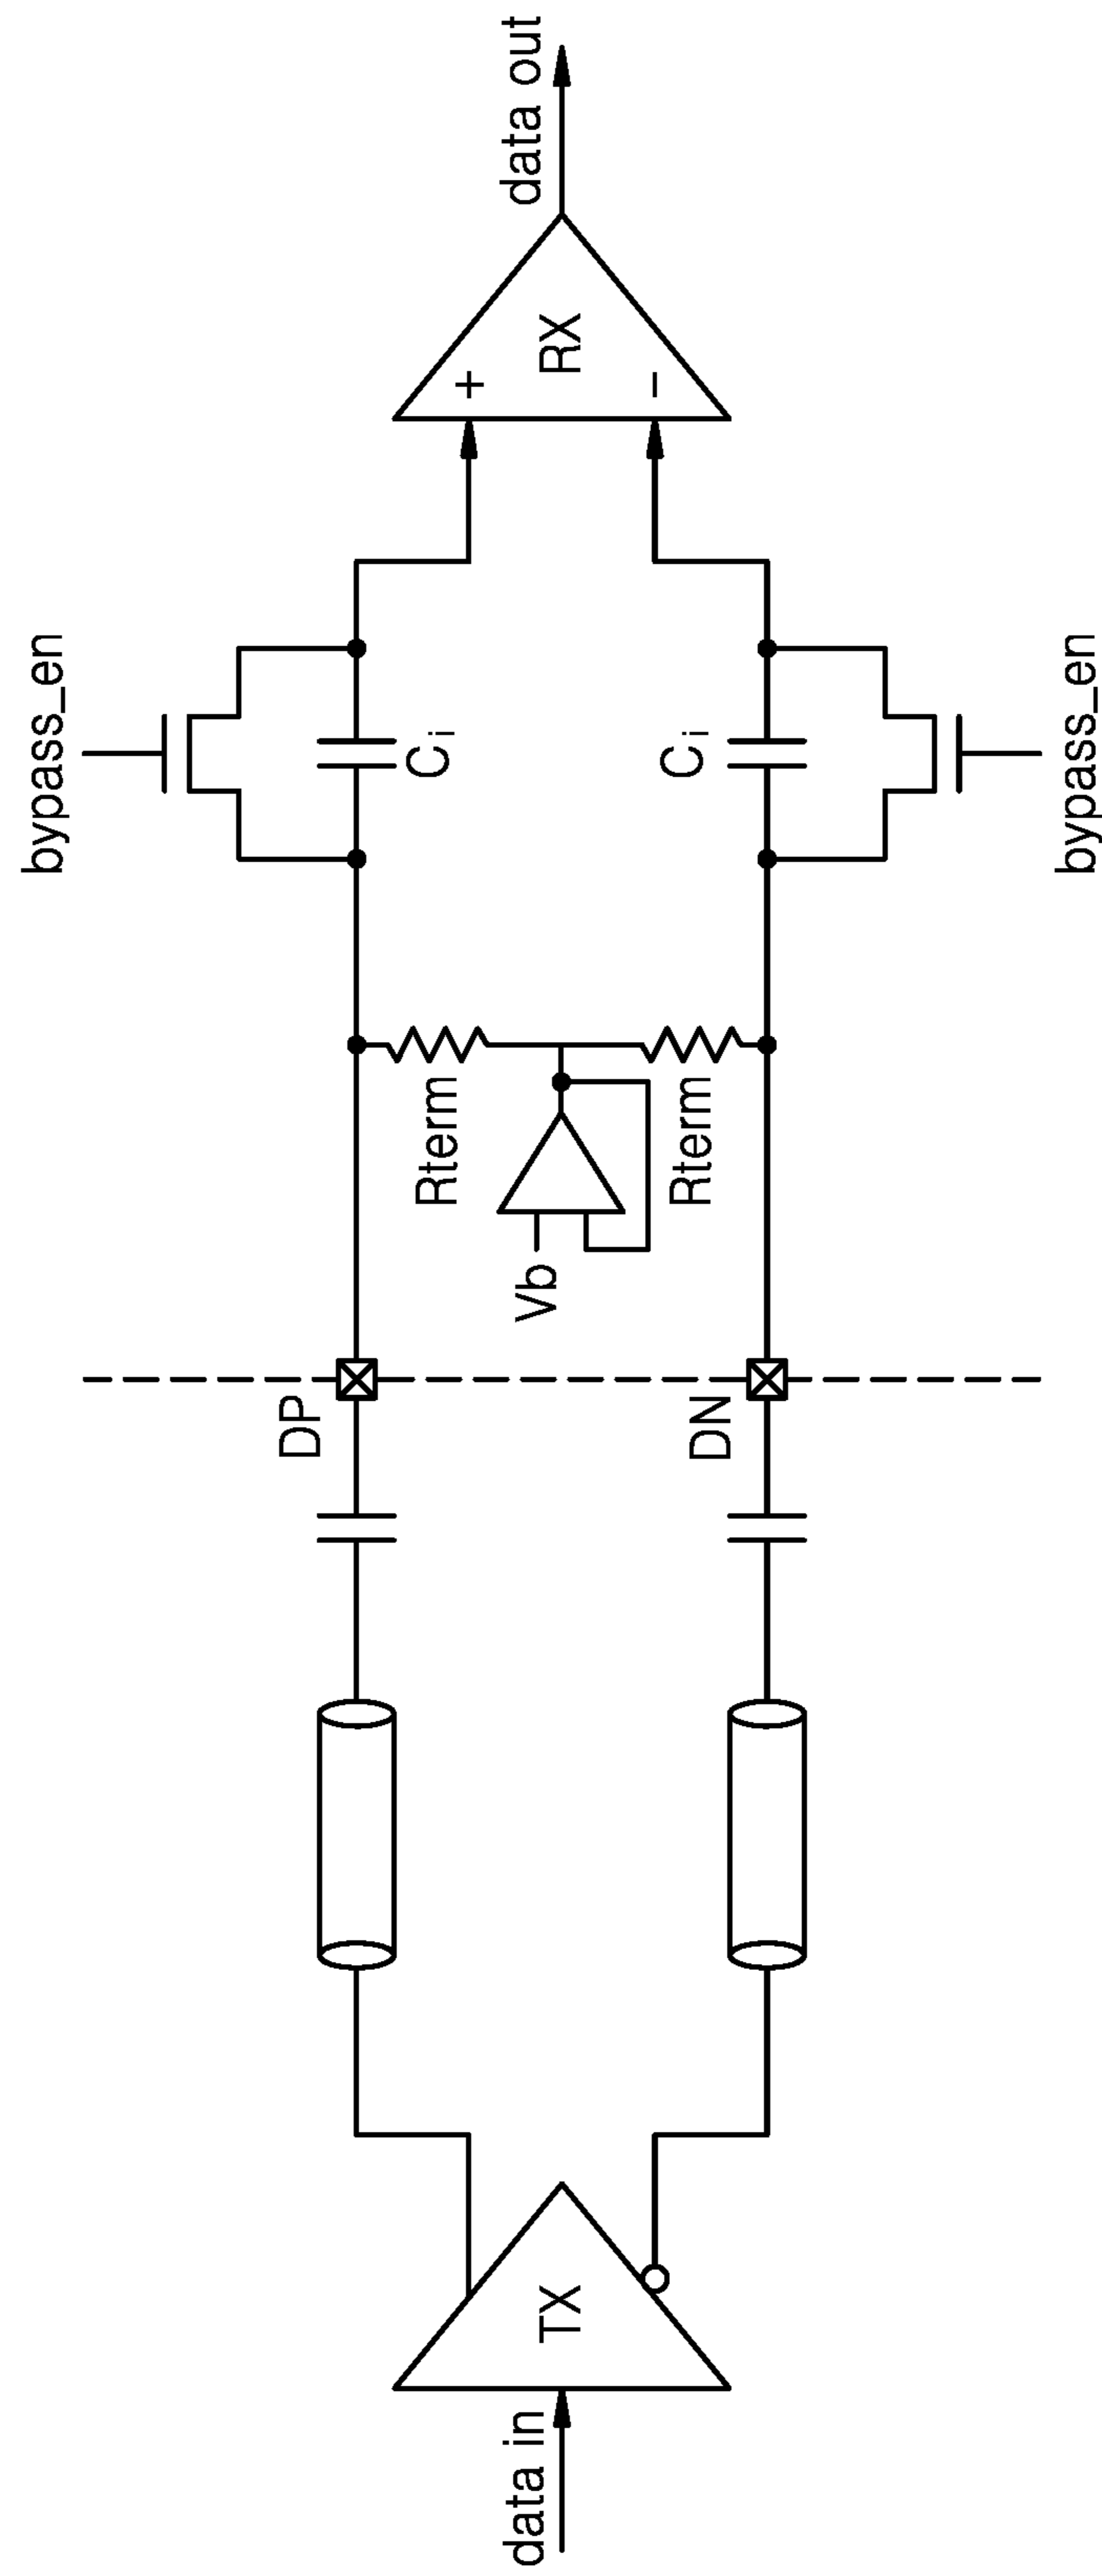 bypass_en
data in
TX
DP
DN
Vb
Rterm
Rterm
Ci
Ci
+
−
RX
data out
bypass_en